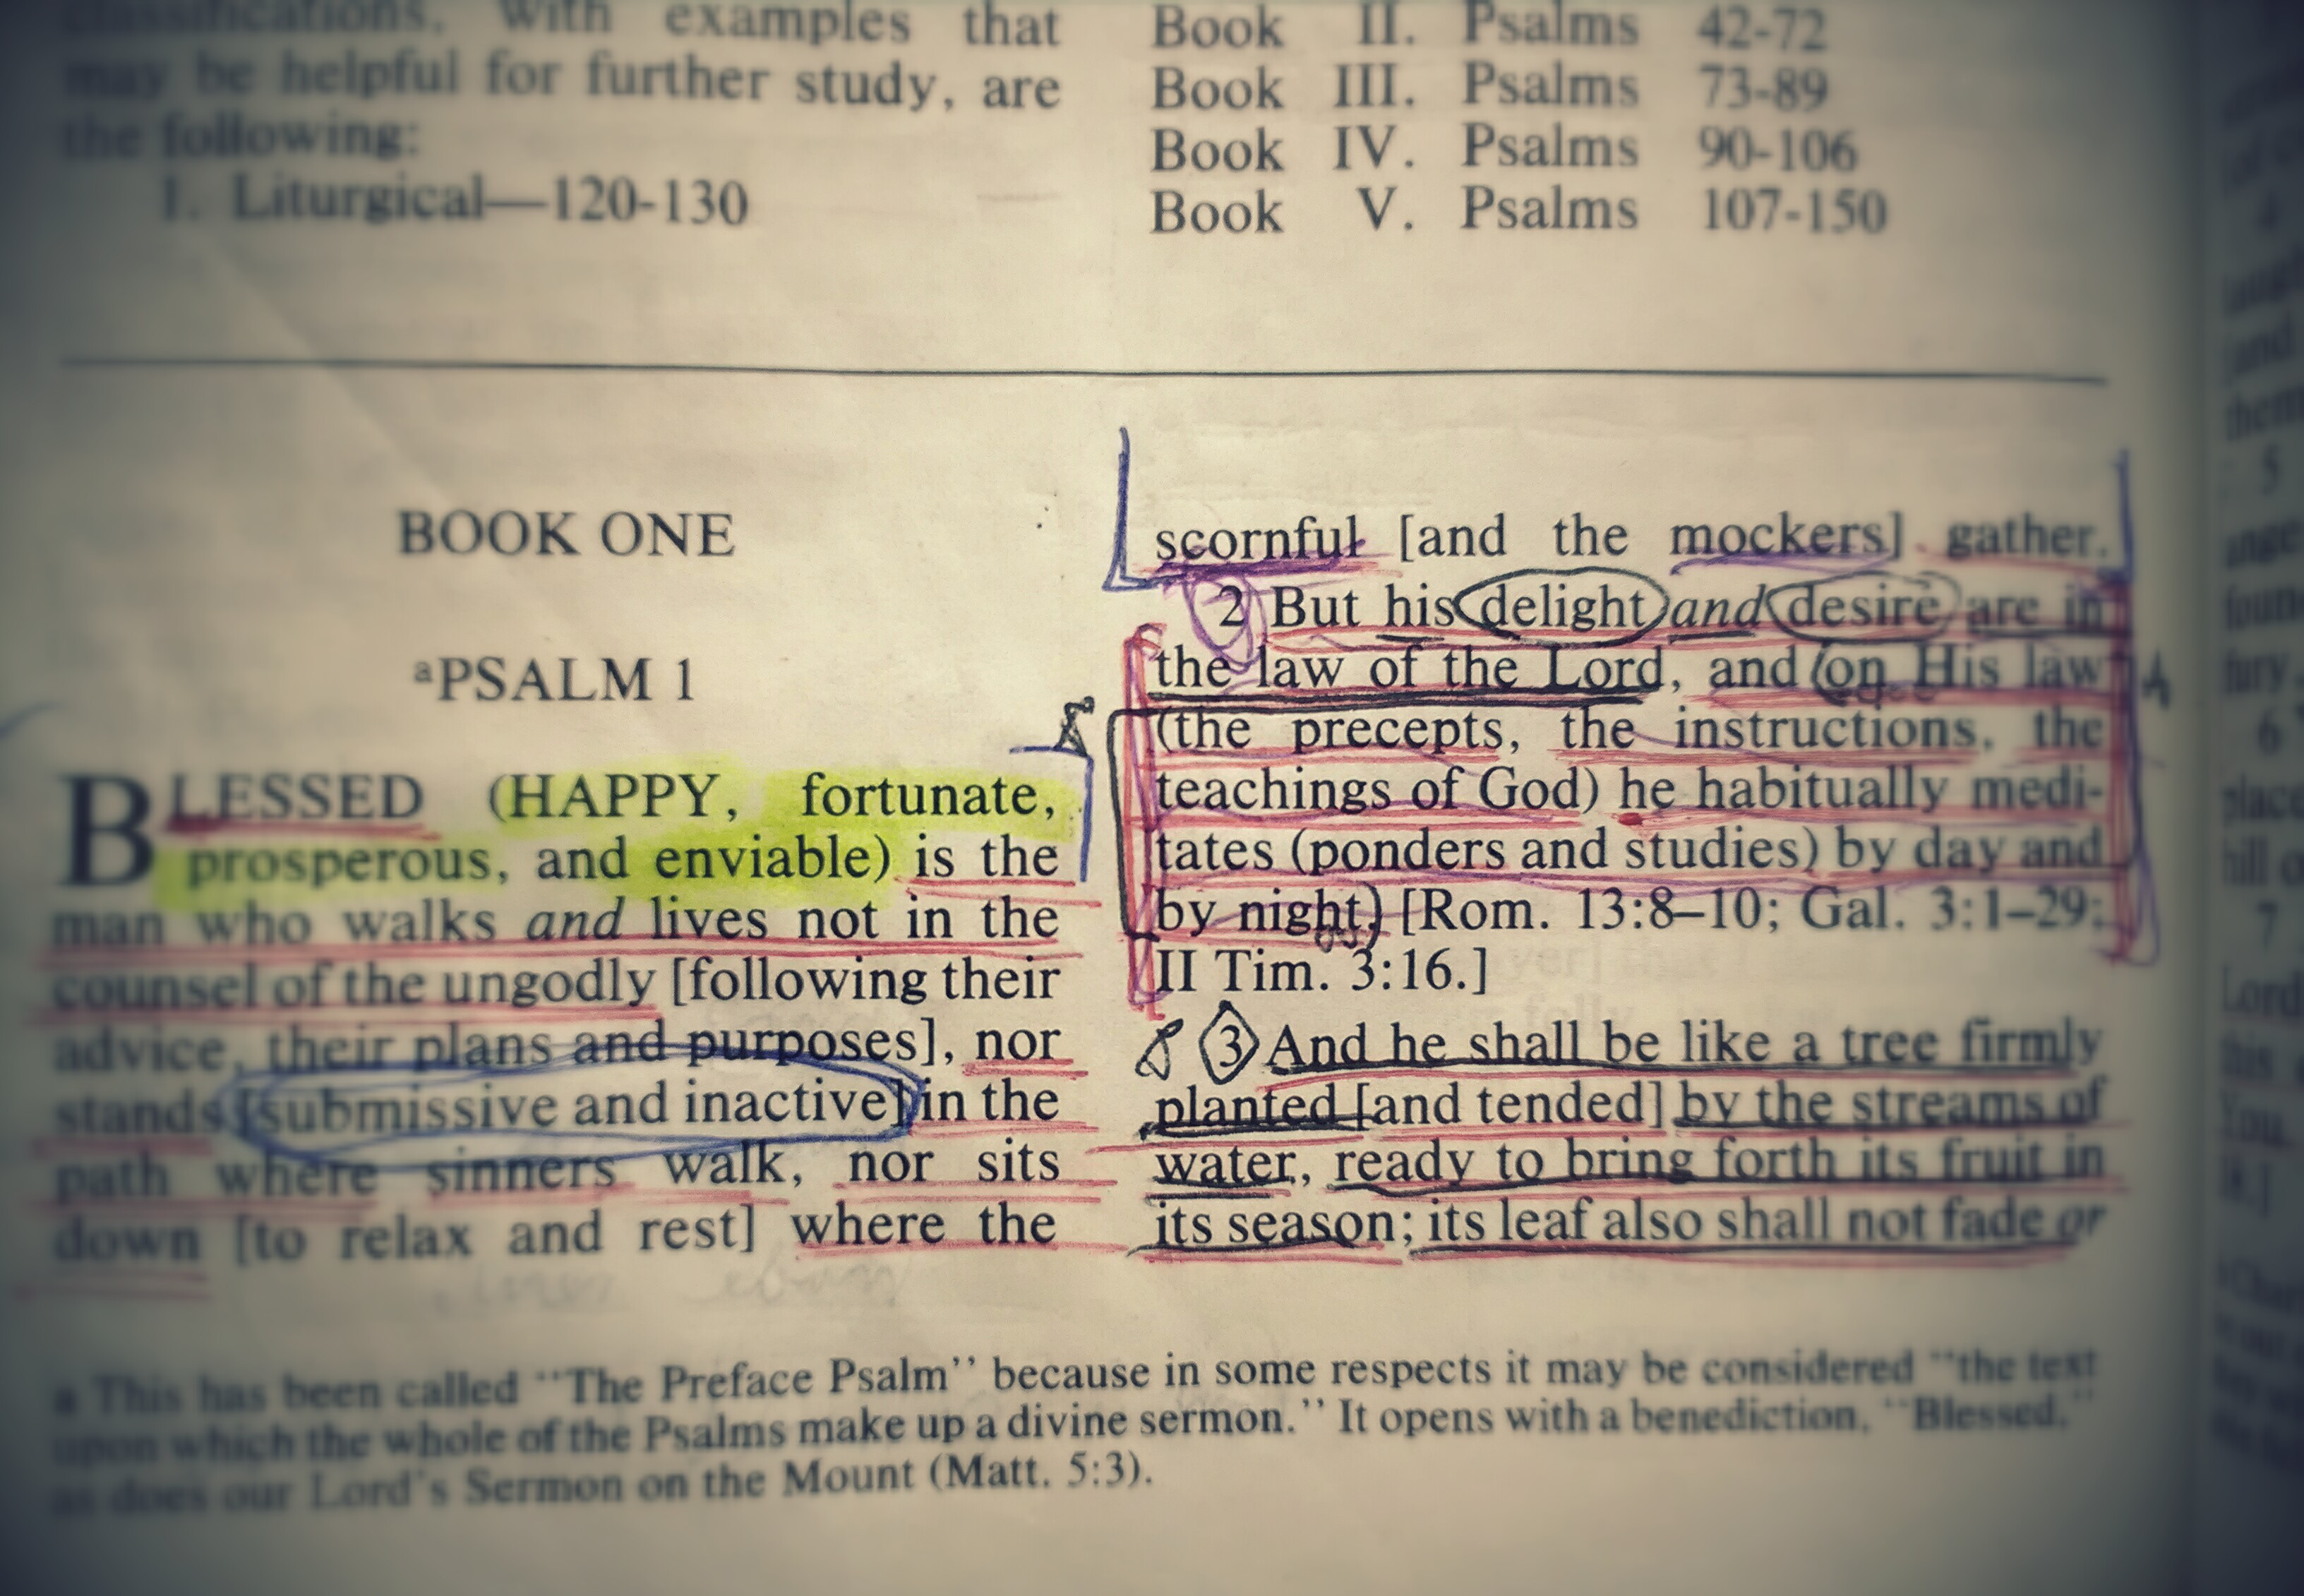 classifications, with examples that
may be helpful for further study, are
the following:
1. Liturgical—120-130
Book II. Psalms 42-72
Book III. Psalms 73-89
Book IV. Psalms 90-106
Book V. Psalms 107-150
BOOK ONE
aPSALM 1
BLESSED (HAPPY, fortunate,
prosperous, and enviable) is the
man who walks and lives not in the
counsel of the ungodly [following their
advice, their plans and purposes], nor
stands [submissive and inactive] in the
path where sinners walk, nor sits
down [to relax and rest] where the
scornful [and the mockers] gather.
2 But his delight and desire are in
the law of the Lord, and on His law
(the precepts, the instructions, the
teachings of God) he habitually medi-
tates (ponders and studies) by day and
by night.) [Rom. 13:8–10; Gal. 3:1–29;
II Tim. 3:16.]
3 And he shall be like a tree firmly
planted [and tended] by the streams of
water, ready to bring forth its fruit in
its season; its leaf also shall not fade or
a This has been called "The Preface Psalm" because in some respects it may be considered "the text
upon which the whole of the Psalms make up a divine sermon." It opens with a benediction, "Blessed,"
as does our Lord's Sermon on the Mount (Matt. 5:3).
5
6
7
Lord